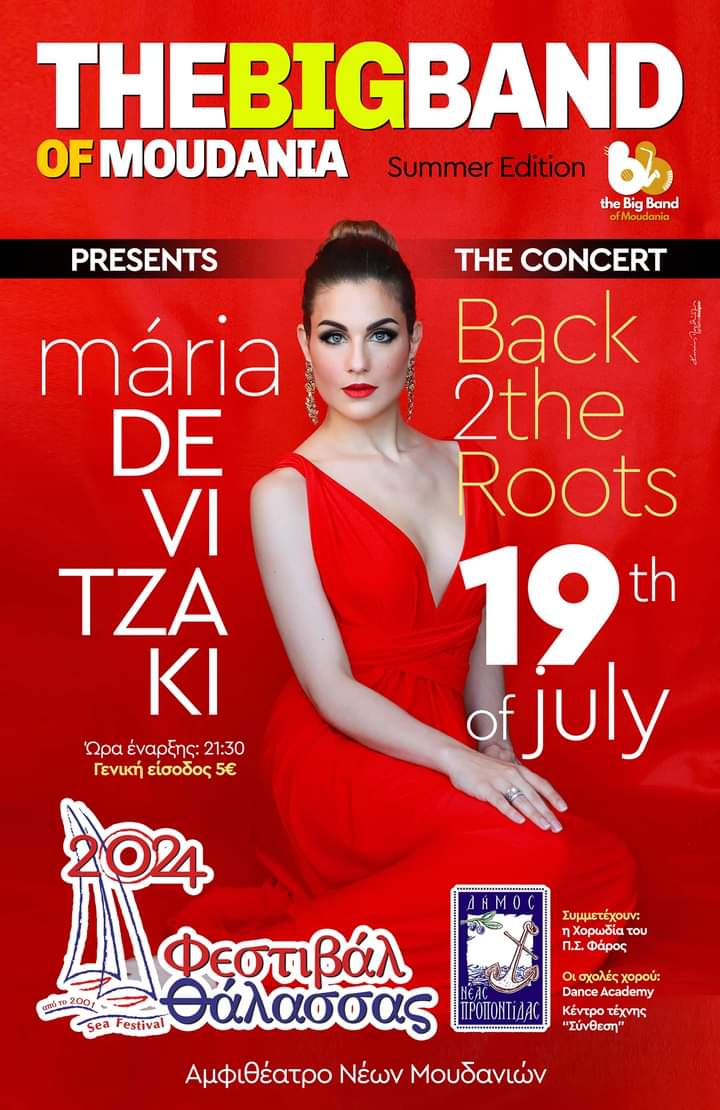 THEBIGBAND
OF MOUDANIA
Summer Edition
the Big Band
of Moudania
PRESENTS
THE CONCERT
mária
DE
VI
TZA
KI
Back
2the
Roots
19th
of july
Ώρα έναρξης: 21:30
Γενική είσοδος 5€
2024
Φεστιβάλ
Θάλασσας
από το 2001
Sea Festival
ΔΗΜΟΣ
ΝΕΑΣ
ΠΡΟΠΟΝΤΙΔΑΣ
Συμμετέχουν:
η Χορωδία του
Π.Σ. Φάρος
Οι σχολές χορού:
Dance Academy
Κέντρο τέχνης
"Σύνθεση"
Αμφιθέατρο Νέων Μουδανιών